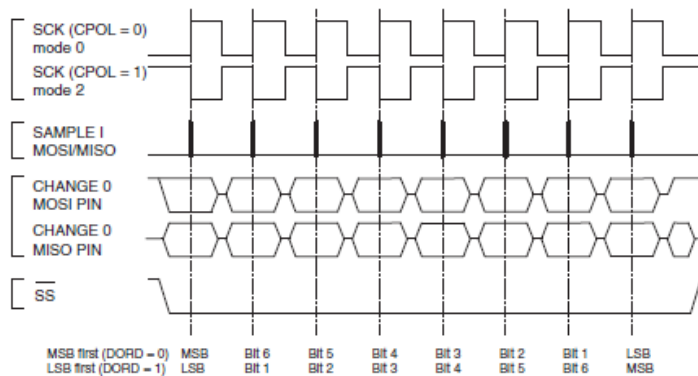 SCK (CPOL = 0)
mode 0
SCK (CPOL = 1)
mode 2
SAMPLE I
MOSI/MISO
CHANGE 0
MOSI PIN
CHANGE 0
MISO PIN
SS
MSB first (DORD = 0) MSB Bit 6 Bit 5 Bit 4 Bit 3 Bit 2 Bit 1 LSB
LSB first (DORD = 1) LSB Bit 1 Bit 2 Bit 3 Bit 4 Bit 5 Bit 6 MSB